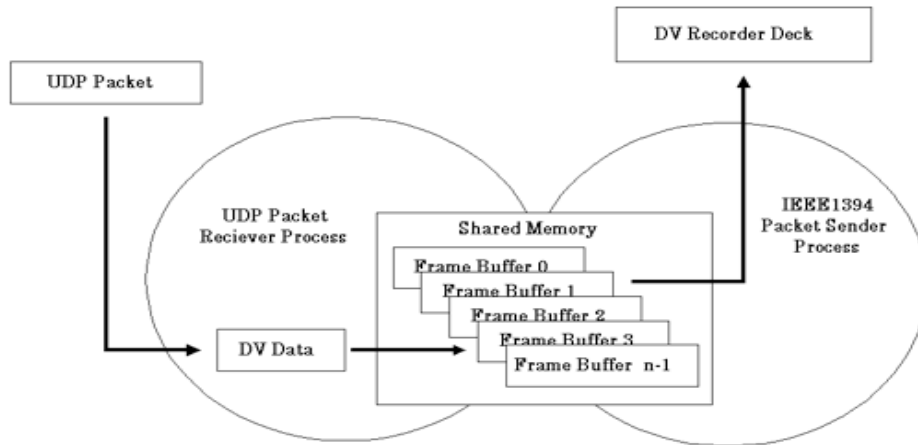 DV Recorder Deck
UDP Packet
UDP Packet
Reciever Process
IEEE1394
Packet Sender
Process
Shared Memory
Frame Buffer 0
Frame Buffer 1
Frame Buffer 2
Frame Buffer 3
Frame Buffer n-1
DV Data